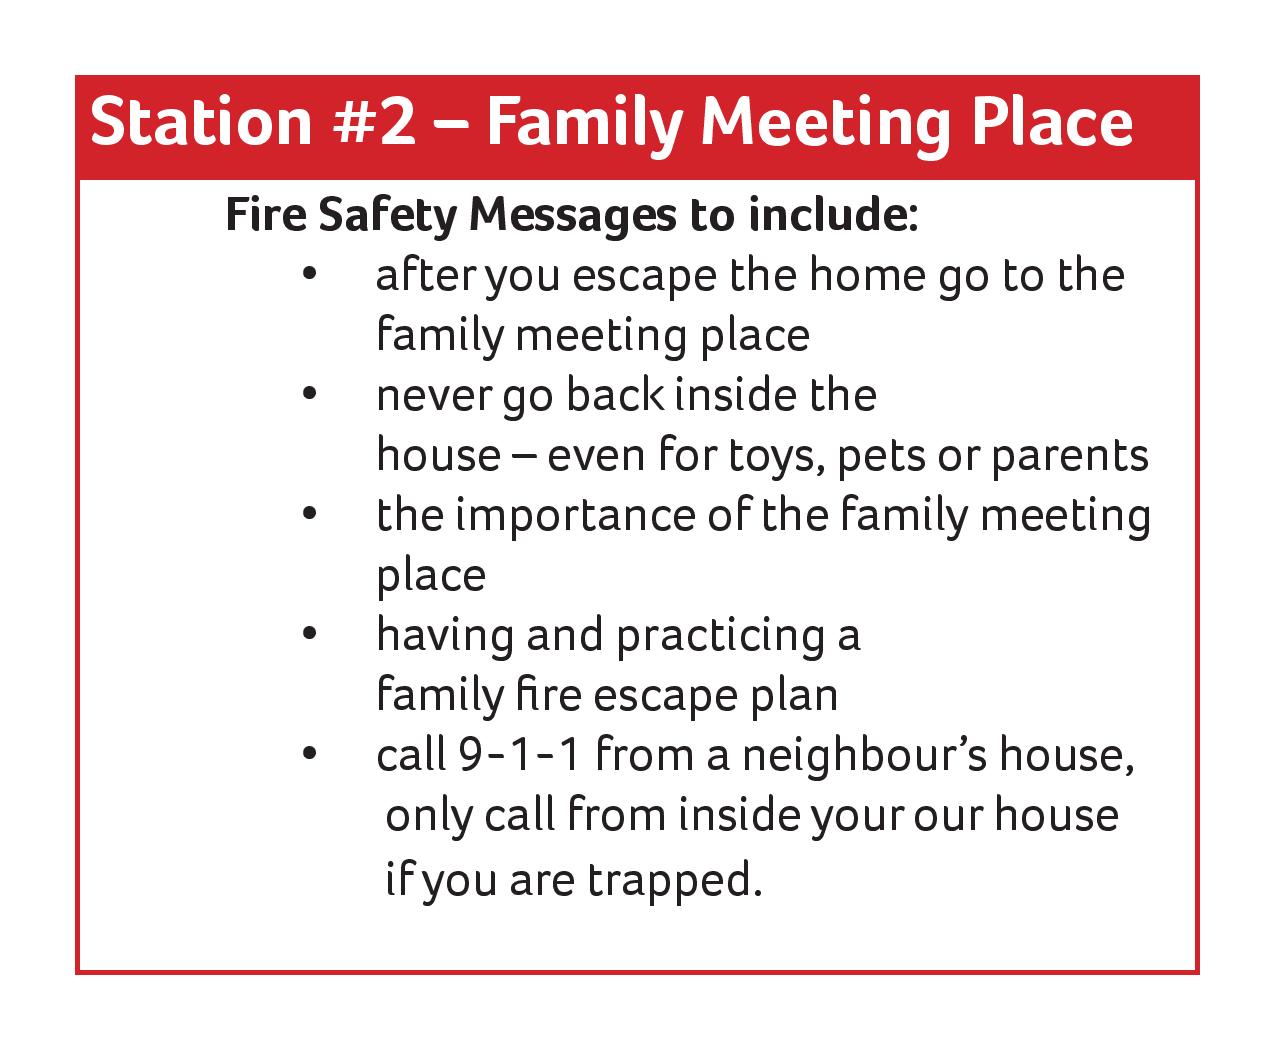 Station #2 – Family Meeting Place
Fire Safety Messages to include:
• after you escape the home go to the
family meeting place
• never go back inside the
house – even for toys, pets or parents
• the importance of the family meeting
place
• having and practicing a
family fire escape plan
• call 9-1-1 from a neighbour’s house,
only call from inside your our house
if you are trapped.